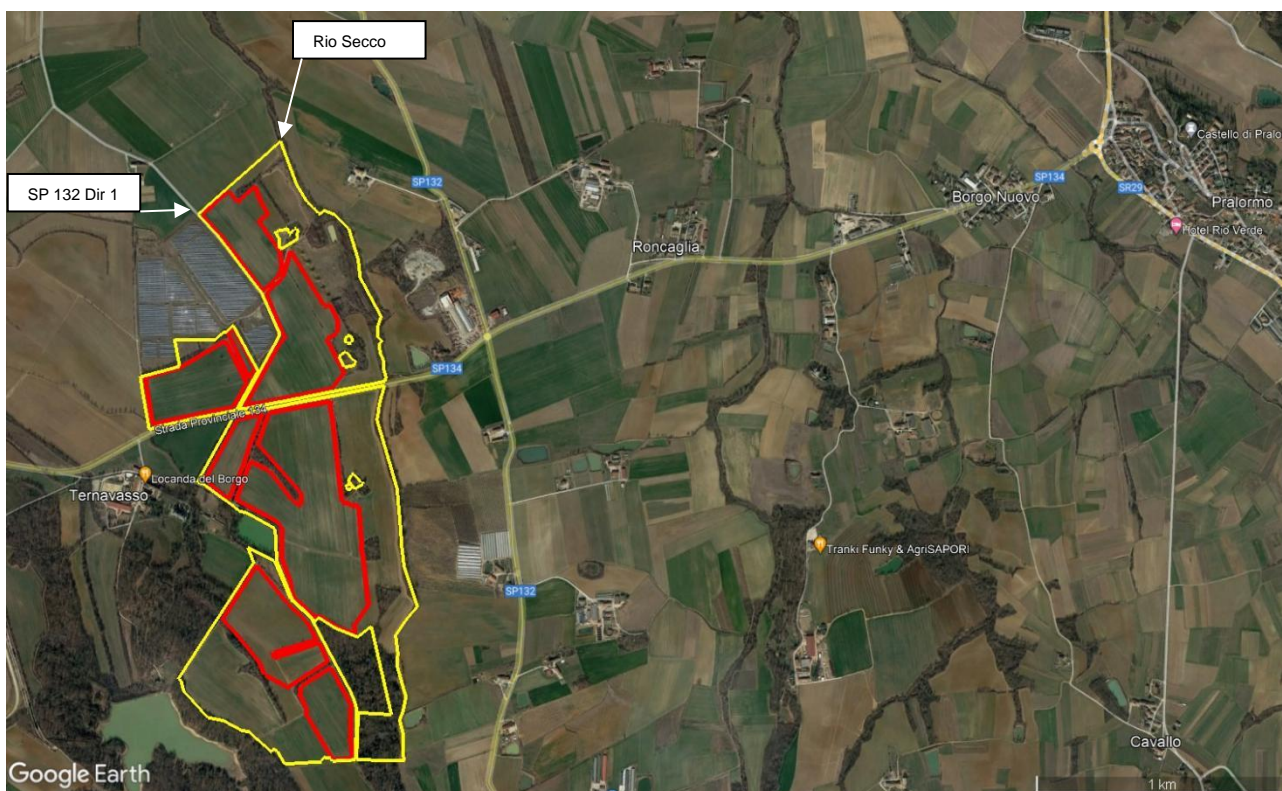 Rio Secco
SP132
SP 132 Dir 1
Castello di Pralo
SP134
SR29
Borgo Nuovo
Pralormo
Hotel Rio Verde
Roncaglia
SP134
Strada Provinciale 134
Locanda del Borgo
Ternavasso
Tranki Funky & AgriSAPORI
SP132
Cavallo
Google Earth
1 km